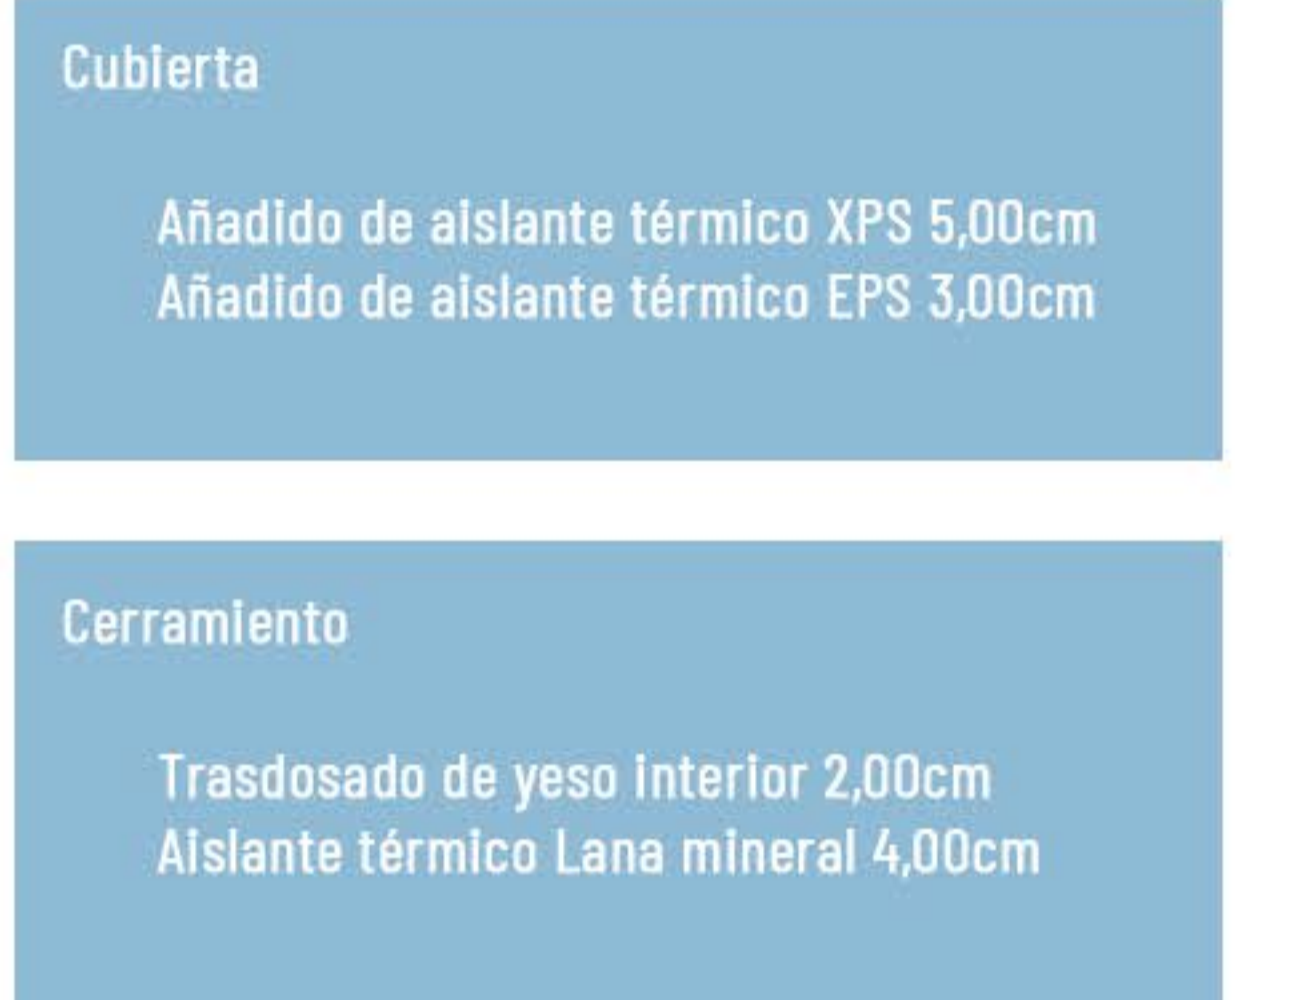 Cubierta
Añadido de aislante térmico XPS 5,00cm
Añadido de aislante térmico EPS 3,00cm
Cerramiento
Trasdosado de yeso interior 2,00cm
Aislante térmico Lana mineral 4,00cm